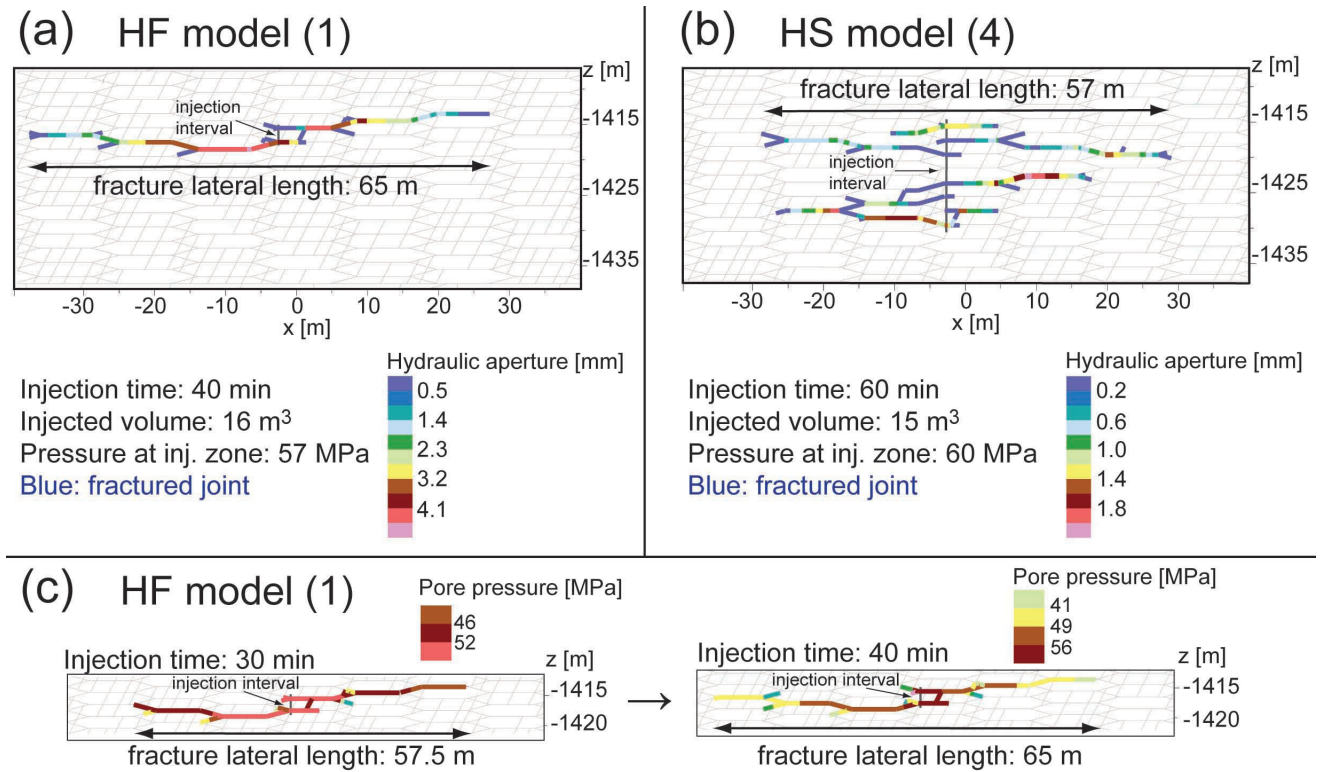 (a) HF model (1)
z [m]
injection
interval
fracture lateral length: 65 m
-1415
-1425
-1435
-30 -20 -10 0 10 20 30
x [m]
Injection time: 40 min
Injected volume: 16 m³
Pressure at inj. zone: 57 MPa
Blue: fractured joint
Hydraulic aperture [mm]
0.5
1.4
2.3
3.2
4.1
(b) HS model (4)
z [m]
fracture lateral length: 57 m
injection
interval
-1415
-1425
-1435
-30 -20 -10 0 10 20 30
x [m]
Injection time: 60 min
Injected volume: 15 m³
Pressure at inj. zone: 60 MPa
Blue: fractured joint
Hydraulic aperture [mm]
0.2
0.6
1.0
1.4
1.8
(c) HF model (1)
Pore pressure [MPa]
46
52
Injection time: 30 min
z [m]
injection interval
-1415
-1420
fracture lateral length: 57.5 m
→
Pore pressure [MPa]
41
49
56
Injection time: 40 min
z [m]
injection interval
-1415
-1420
fracture lateral length: 65 m